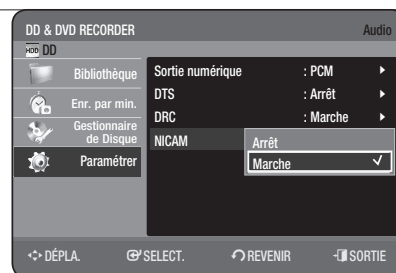 DD & DVD RECORDER Audio
HDD DD
Bibliothèque
Enr. par min.
Gestionnaire
de Disque
Paramétrer
Sortie numérique : PCM
DTS : Arrêt
DRC : Marche
NICAM
Arrêt
Marche
DÉPLA. SELECT. REVENIR SORTIE